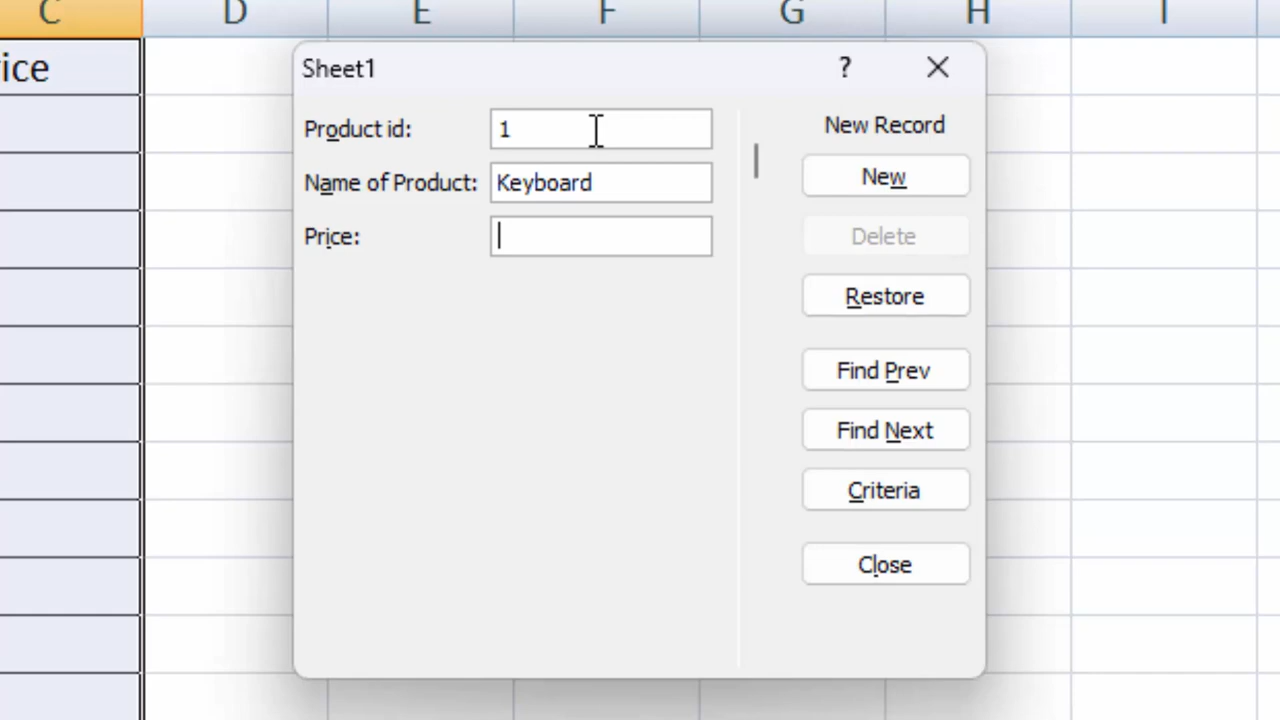 C D E F G H I
ice
Sheet1 ?
Product id: 1
Name of Product: Keyboard
Price:
New Record
New
Delete
Restore
Find Prev
Find Next
Criteria
Close